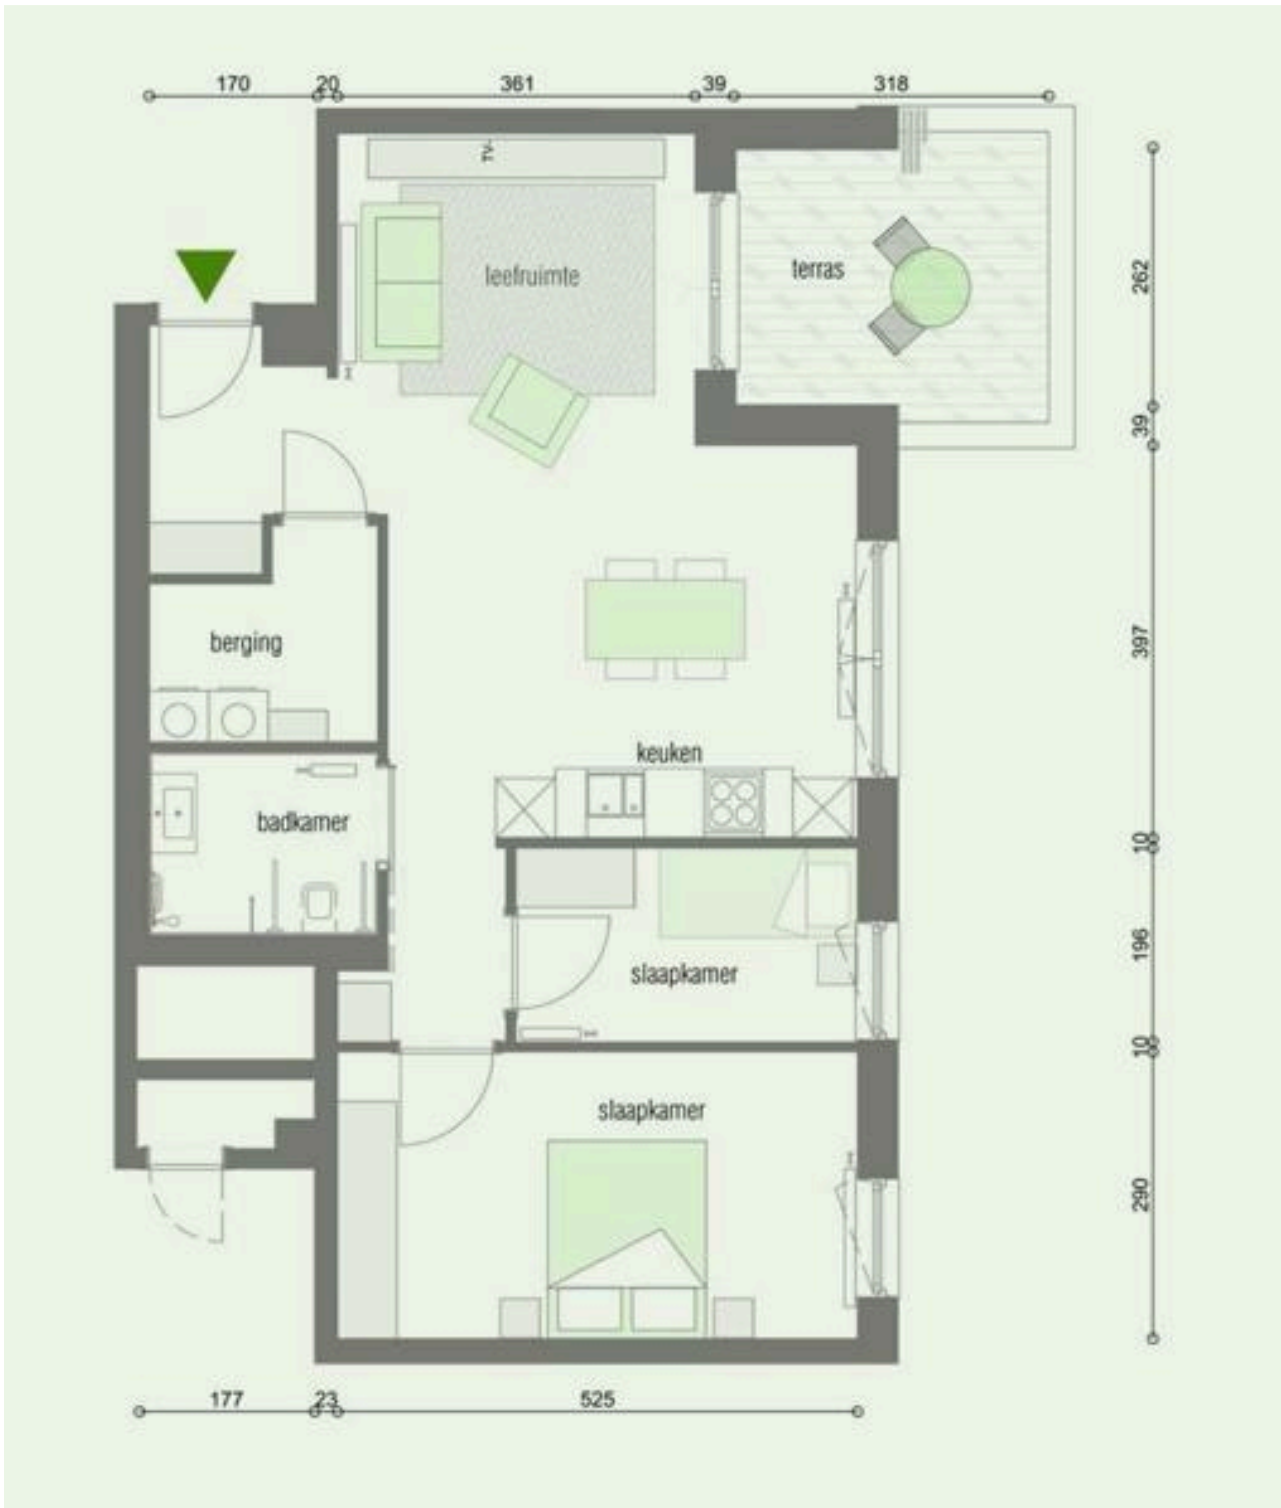 170 20 361 39 318
TV
leefruimte
terras
262
39
berging
397
keuken
badkamer
10
196
slaapkamer
10
slaapkamer
290
177 23 525